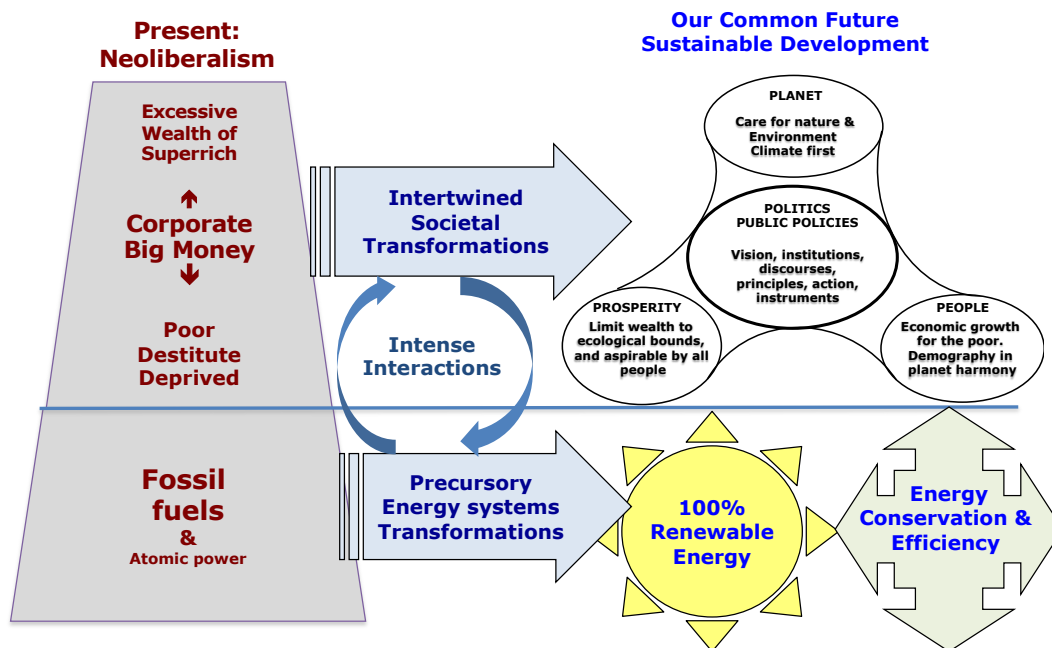 Present:
Neoliberalism
Excessive
Wealth of
Superrich
Corporate
Big Money
Poor
Destitute
Deprived
Fossil
fuels
&
Atomic power
Intertwined
Societal
Transformations
Intense
Interactions
Precursory
Energy systems
Transformations
Our Common Future
Sustainable Development
PLANET
Care for nature &
Environment
Climate first
POLITICS
PUBLIC POLICIES
Vision, institutions,
discourses,
principles, action,
instruments
PROSPERITY
Limit wealth to
ecological bounds,
and aspirable by all
people
PEOPLE
Economic growth
for the poor.
Demography in
planet harmony
100%
Renewable
Energy
Energy
Conservation &
Efficiency